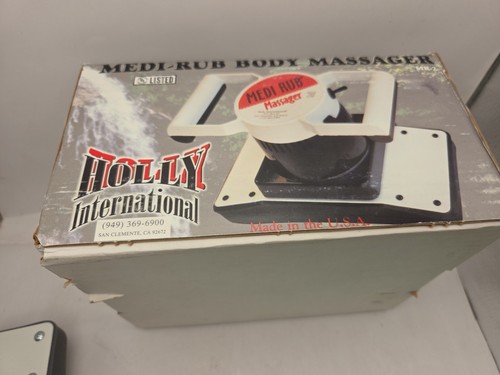 MEDI-RUB BODY MASSAGER
LISTED
MEDI RUB
Massager
HOLLY
International
(949) 369-6900
SAN CLEMENTE, CA 92672
Made in the U.S.A.